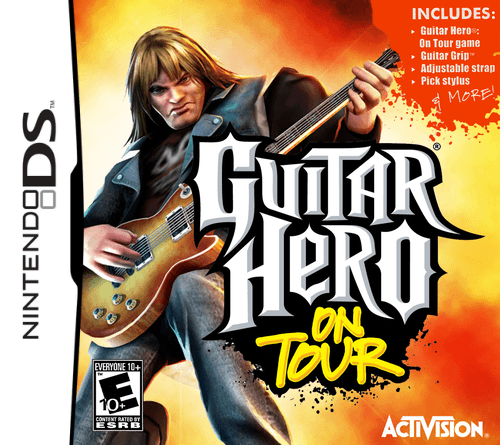 INCLUDES:
▸ Guitar Hero®:
On Tour game
▸ Guitar Grip™
▸ Adjustable strap
▸ Pick stylus
& MORE!
NINTENDO DS™
GUITAR
HERO®
ON
TOUR
EVERYONE 10+
E
10+
CONTENT RATED BY
ESRB
ACTIVISION®